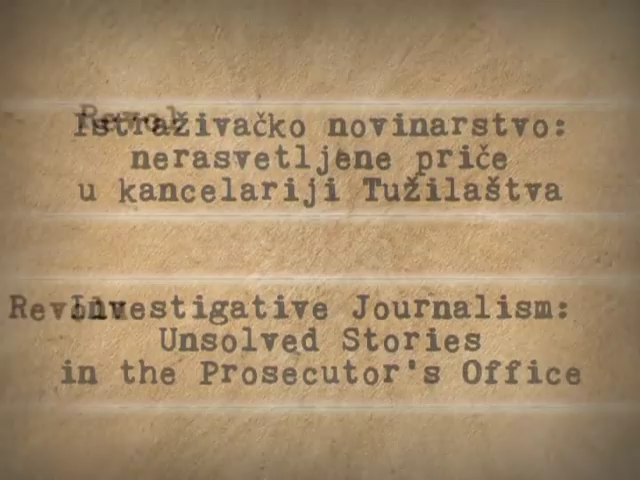 Istraživačko novinarstvo:
nerasvetljene priče
u kancelariji Tužilaštva
Investigative Journalism:
Unsolved Stories
in the Prosecutor's Office